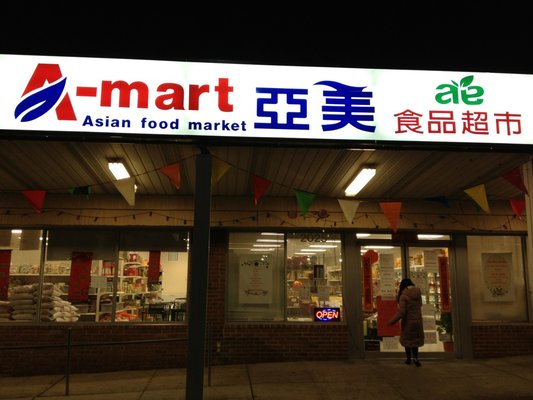 A-mart
Asian food market
亞美
ae
食品超市
OPEN